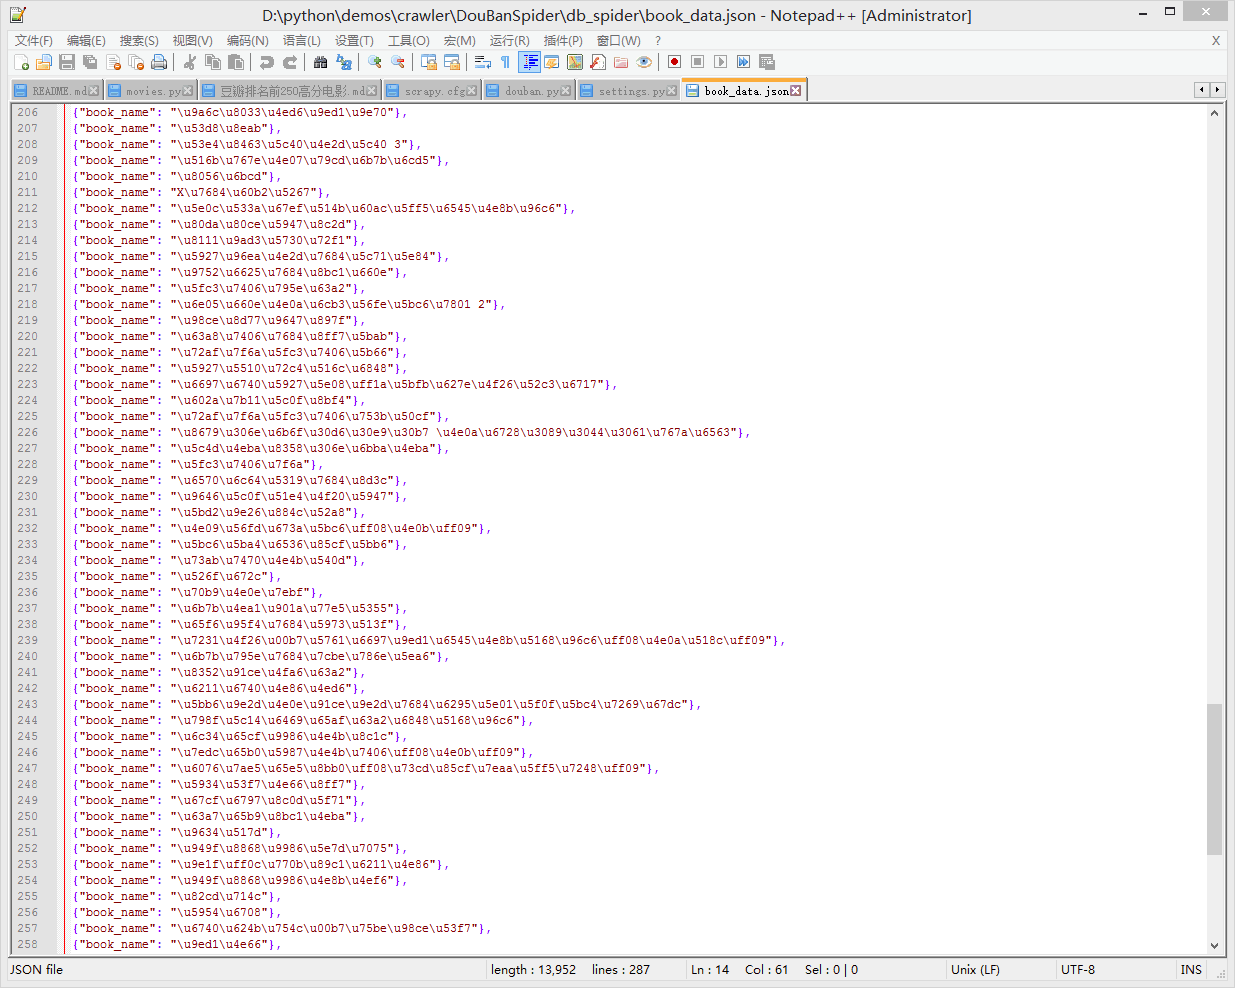 D:\python\demos\crawler\DouBanSpider\db_spider\book_data.json - Notepad++ [Administrator]
文件(F) 编辑(E) 搜索(S) 视图(V) 编码(N) 语言(L) 设置(T) 工具(O) 宏(M) 运行(R) 插件(P) 窗口(W) ? X
README.md movies.py 豆瓣排名前250高分电影.md scrapy.cfg douban.py settings.py book_data.json
206 {"book_name": "\u9a6c\u8033\u4ed6\u9ed1\u9e70"},
207 {"book_name": "\u53d8\u8eab"},
208 {"book_name": "\u53e4\u8463\u5c40\u4e2d\u5c40 3"},
209 {"book_name": "\u516b\u767e\u4e07\u79cd\u6b7b\u6cd5"},
210 {"book_name": "\u8056\u6bcd"},
211 {"book_name": "X\u7684\u60b2\u5267"},
212 {"book_name": "\u5e0c\u533a\u67ef\u514b\u60ac\u5ff5\u6545\u4e8b\u96c6"},
213 {"book_name": "\u80da\u80ce\u5947\u8c2d"},
214 {"book_name": "\u8111\u9ad3\u5730\u72f1"},
215 {"book_name": "\u5927\u96ea\u4e2d\u7684\u5c71\u5e84"},
216 {"book_name": "\u9752\u6625\u7684\u8bc1\u660e"},
217 {"book_name": "\u5fc3\u7406\u795e\u63a2"},
218 {"book_name": "\u6e05\u660e\u4e0a\u6cb3\u56fe\u5bc6\u7801 2"},
219 {"book_name": "\u98ce\u8d77\u9647\u897f"},
220 {"book_name": "\u63a8\u7406\u7684\u8ff7\u5bab"},
221 {"book_name": "\u72af\u7f6a\u5fc3\u7406\u5b66"},
222 {"book_name": "\u5927\u5510\u72c4\u516c\u6848"},
223 {"book_name": "\u6697\u6740\u5927\u5e08\uff1a\u5bfb\u627e\u4f26\u52c3\u6717"},
224 {"book_name": "\u602a\u7b11\u5c0f\u8bf4"},
225 {"book_name": "\u72af\u7f6a\u5fc3\u7406\u753b\u50cf"},
226 {"book_name": "\u8679\u306e\u6b6f\u30d6\u30e9\u30b7 \u4e0a\u6728\u3089\u3044\u3061\u767a\u6563"},
227 {"book_name": "\u5c4d\u4eba\u8358\u306e\u6bba\u4eba"},
228 {"book_name": "\u5fc3\u7406\u7f6a"},
229 {"book_name": "\u6570\u6c64\u5319\u7684\u8d3c"},
230 {"book_name": "\u9646\u5c0f\u51e4\u4f20\u5947"},
231 {"book_name": "\u5bd2\u9e26\u884c\u52a8"},
232 {"book_name": "\u4e09\u56fd\u673a\u5bc6\uff08\u4e0b\uff09"},
233 {"book_name": "\u5bc6\u5ba4\u6536\u85cf\u5bb6"},
234 {"book_name": "\u73ab\u7470\u4e4b\u540d"},
235 {"book_name": "\u526f\u672c"},
236 {"book_name": "\u70b9\u4e0e\u7ebf"},
237 {"book_name": "\u6b7b\u4ea1\u901a\u77e5\u5355"},
238 {"book_name": "\u65f6\u95f4\u7684\u5973\u513f"},
239 {"book_name": "\u7231\u4f26\u00b7\u5761\u6697\u9ed1\u6545\u4e8b\u5168\u96c6\uff08\u4e0a\u518c\uff09"},
240 {"book_name": "\u6b7b\u795e\u7684\u7cbe\u786e\u5ea6"},
241 {"book_name": "\u8352\u91ce\u4fa6\u63a2"},
242 {"book_name": "\u6211\u6740\u4e86\u4ed6"},
243 {"book_name": "\u5bb6\u9e2d\u4e0e\u91ce\u9e2d\u7684\u6295\u5e01\u5f0f\u5bc4\u7269\u67dc"},
244 {"book_name": "\u798f\u5c14\u6469\u65af\u63a2\u6848\u5168\u96c6"},
245 {"book_name": "\u6c34\u65cf\u9986\u4e4b\u8c1c"},
246 {"book_name": "\u7edc\u65b0\u5987\u4e4b\u7406\uff08\u4e0b\uff09"},
247 {"book_name": "\u6076\u7ae5\u65e5\u8bb0\uff08\u73cd\u85cf\u7eaa\u5ff5\u7248\uff09"},
248 {"book_name": "\u5934\u53f7\u4e66\u8ff7"},
249 {"book_name": "\u67cf\u6797\u8c0d\u5f71"},
250 {"book_name": "\u63a7\u65b9\u8bc1\u4eba"},
251 {"book_name": "\u9634\u517d"},
252 {"book_name": "\u949f\u8868\u9986\u5e7d\u7075"},
253 {"book_name": "\u9e1f\uff0c\u770b\u89c1\u6211\u4e86"},
254 {"book_name": "\u949f\u8868\u9986\u4e8b\u4ef6"},
255 {"book_name": "\u82cd\u714c"},
256 {"book_name": "\u5954\u6708"},
257 {"book_name": "\u6740\u624b\u754c\u00b7\u75be\u98ce\u53f7"},
258 {"book_name": "\u9ed1\u4e66"},
JSON file length : 13,952 lines : 287 Ln : 14 Col : 61 Sel : 0 | 0 Unix (LF) UTF-8 INS